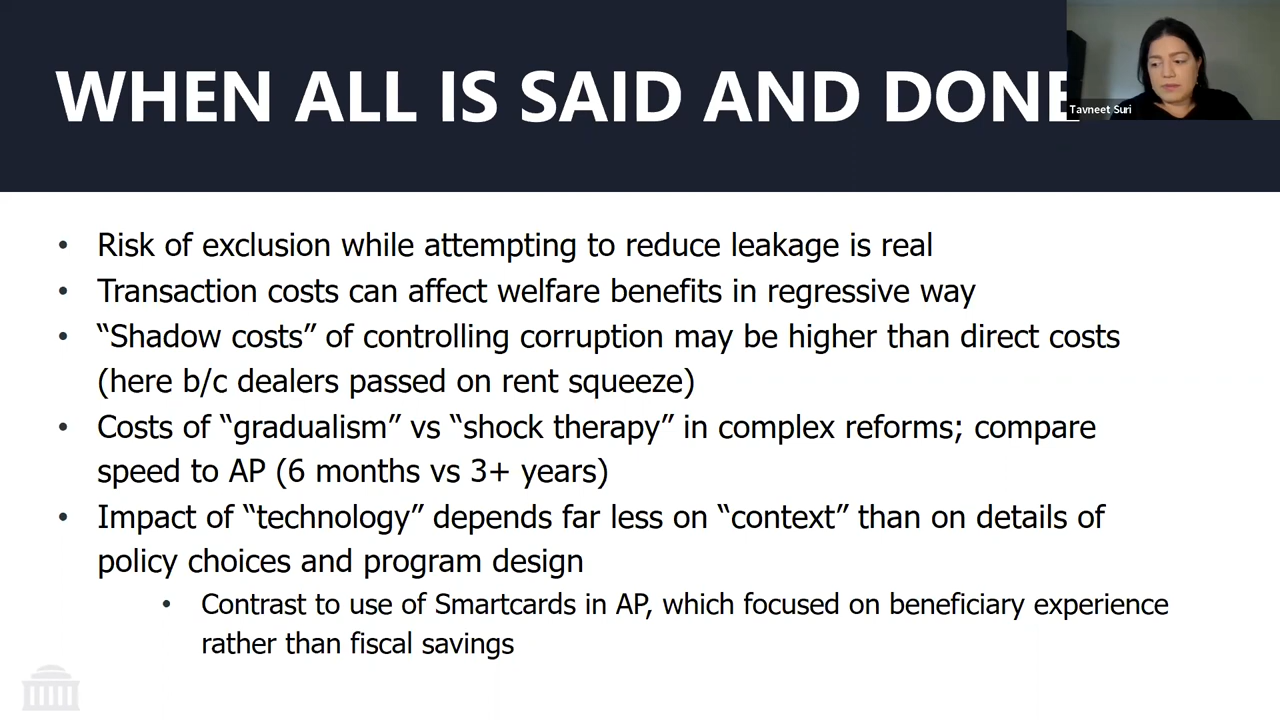 WHEN ALL IS SAID AND DONE
Tavneet Suri
• Risk of exclusion while attempting to reduce leakage is real
• Transaction costs can affect welfare benefits in regressive way
• “Shadow costs” of controlling corruption may be higher than direct costs
(here b/c dealers passed on rent squeeze)
• Costs of “gradualism” vs “shock therapy” in complex reforms; compare
speed to AP (6 months vs 3+ years)
• Impact of “technology” depends far less on “context” than on details of
policy choices and program design
• Contrast to use of Smartcards in AP, which focused on beneficiary experience
rather than fiscal savings